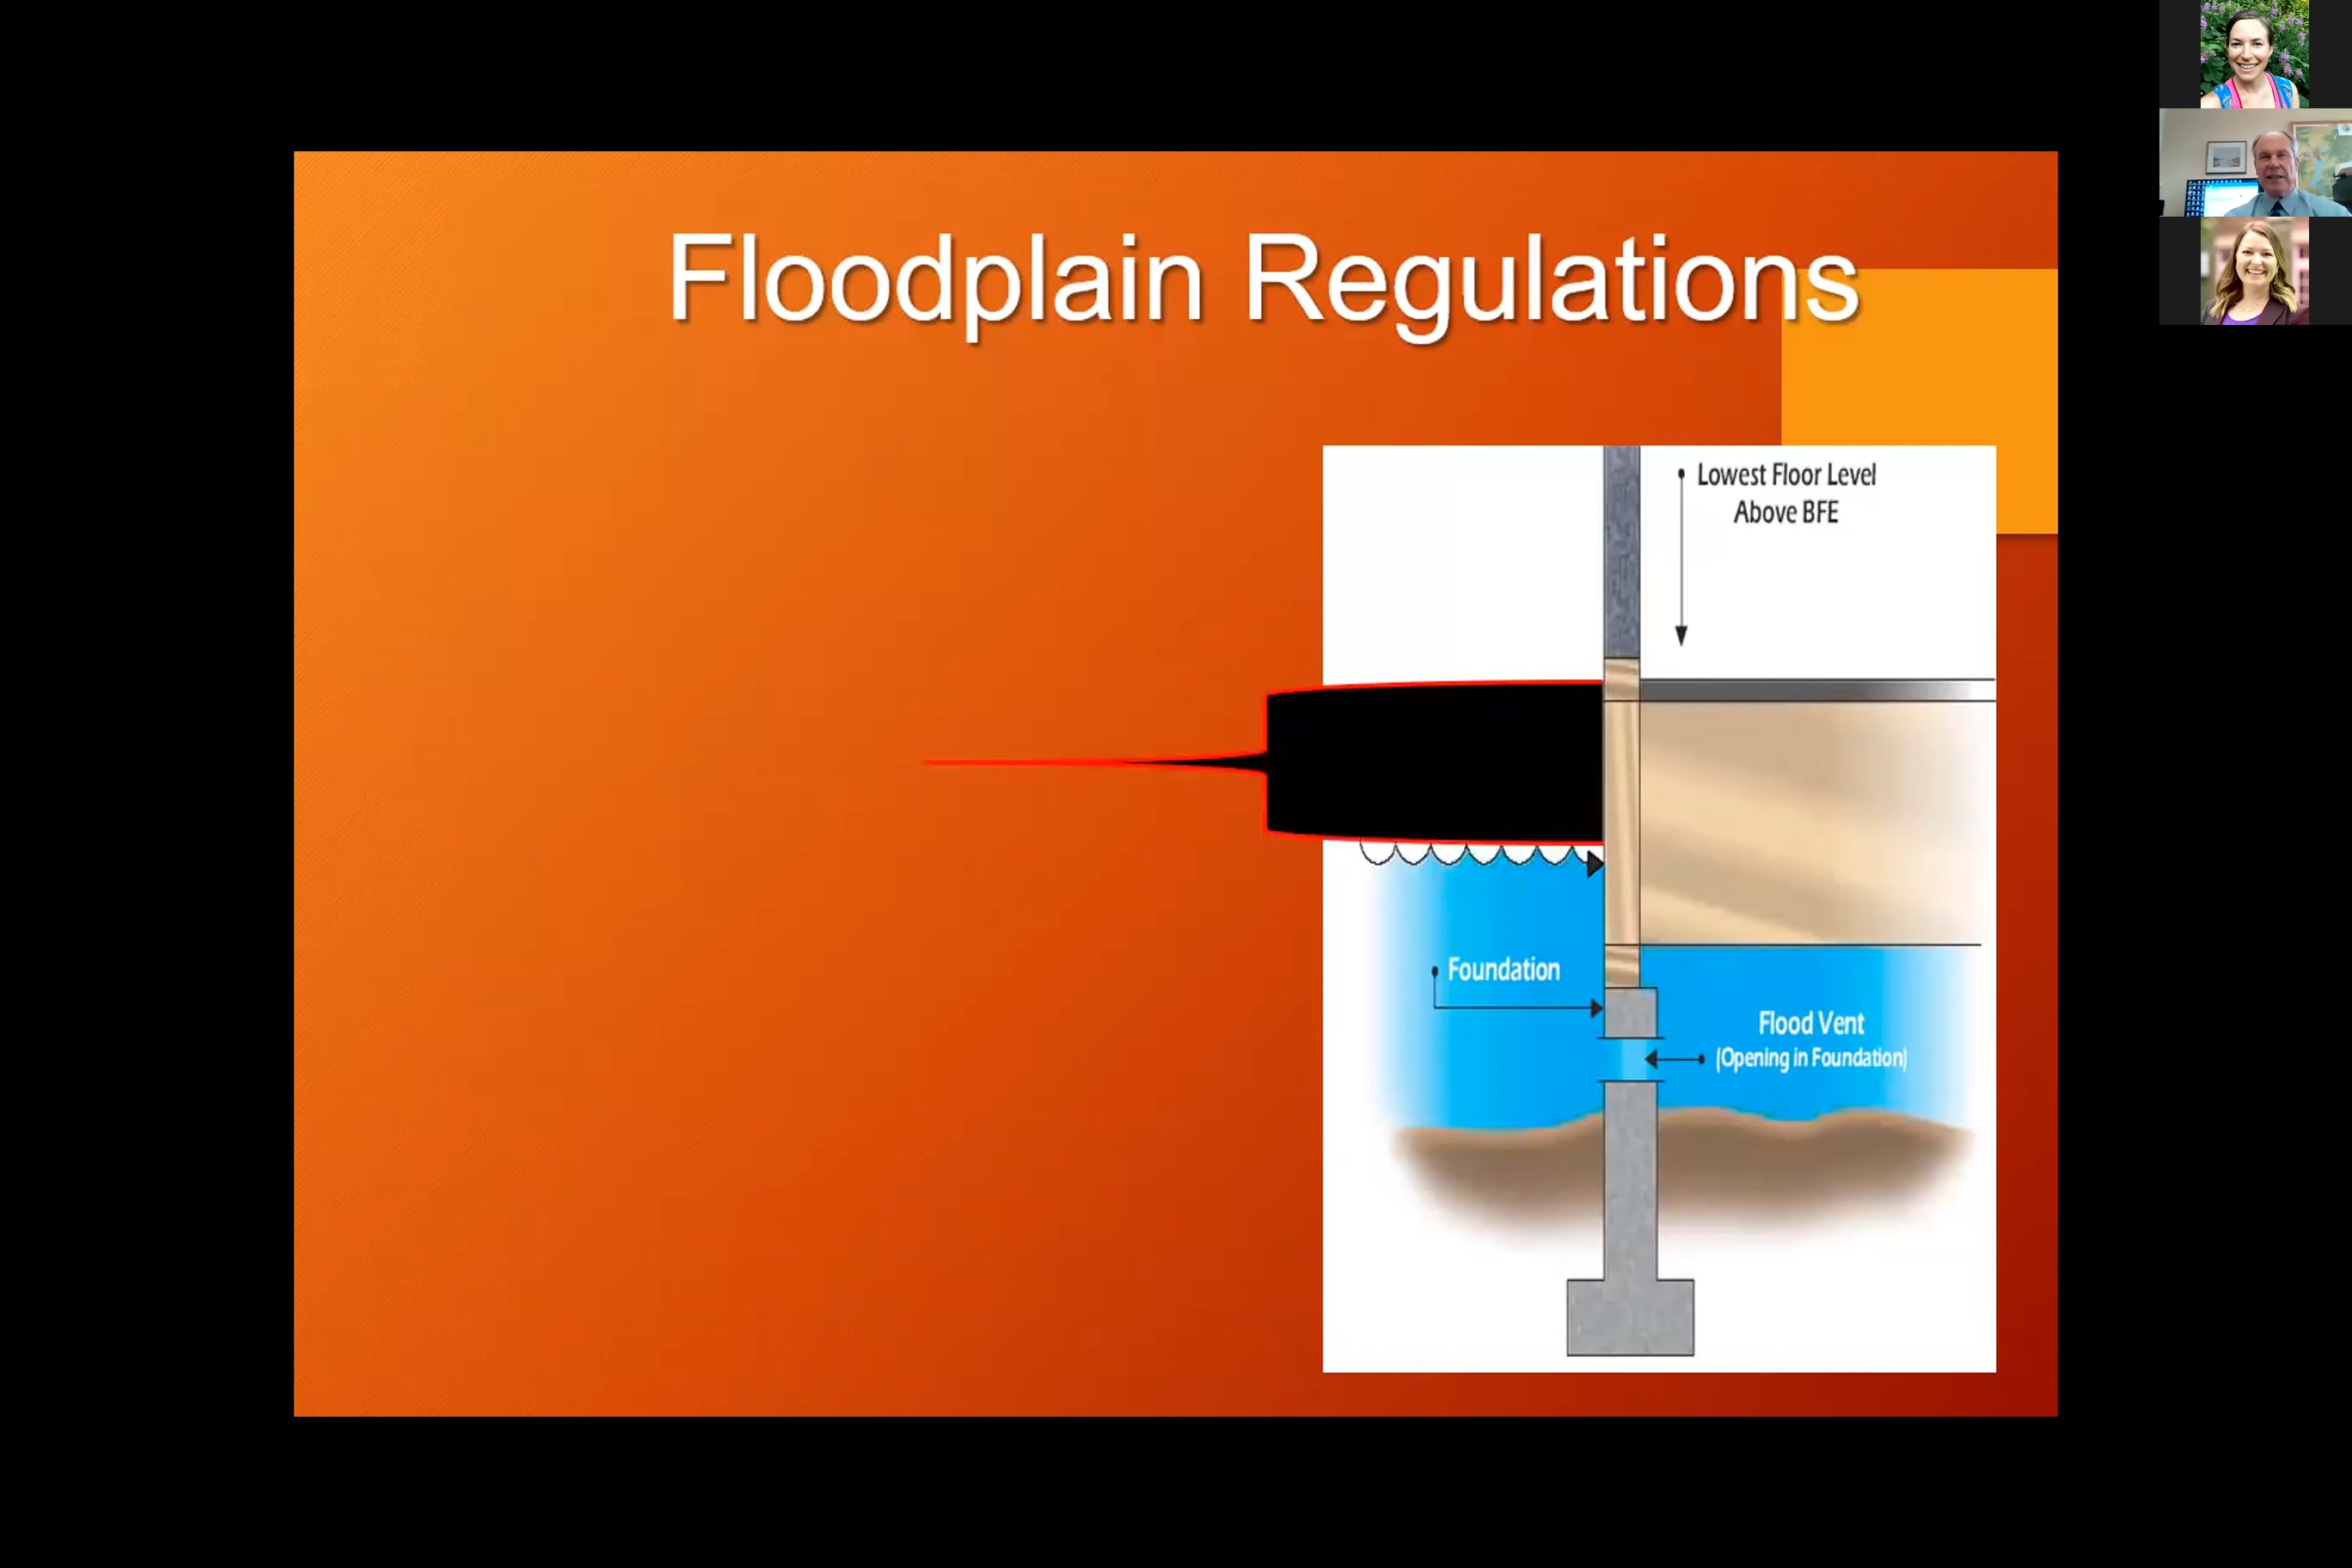 Floodplain Regulations
Lowest Floor Level
Above BFE
Foundation
Flood Vent
(Opening in Foundation)